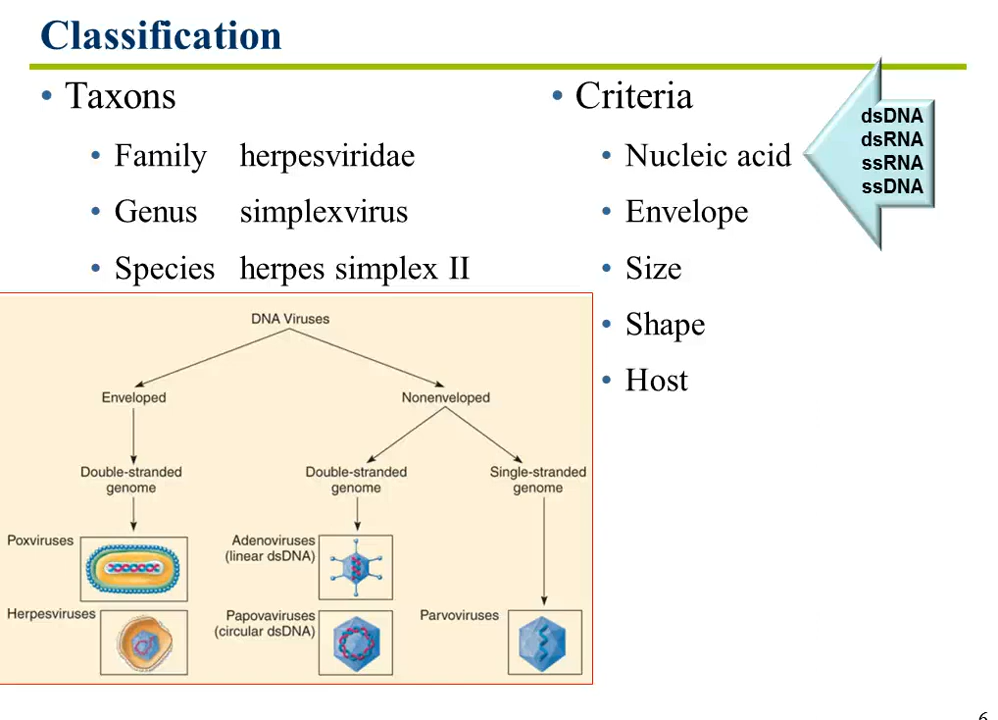 Classification
• Taxons
• Family herpesviridae
• Genus simplexvirus
• Species herpes simplex II
• Criteria
• Nucleic acid
• Envelope
• Size
• Shape
• Host
dsDNA
dsRNA
ssRNA
ssDNA
DNA Viruses
Enveloped
Nonenveloped
Double-stranded
genome
Double-stranded
genome
Single-stranded
genome
Poxviruses
Adenoviruses
(linear dsDNA)
Herpesviruses
Papovaviruses
(circular dsDNA)
Parvoviruses
6